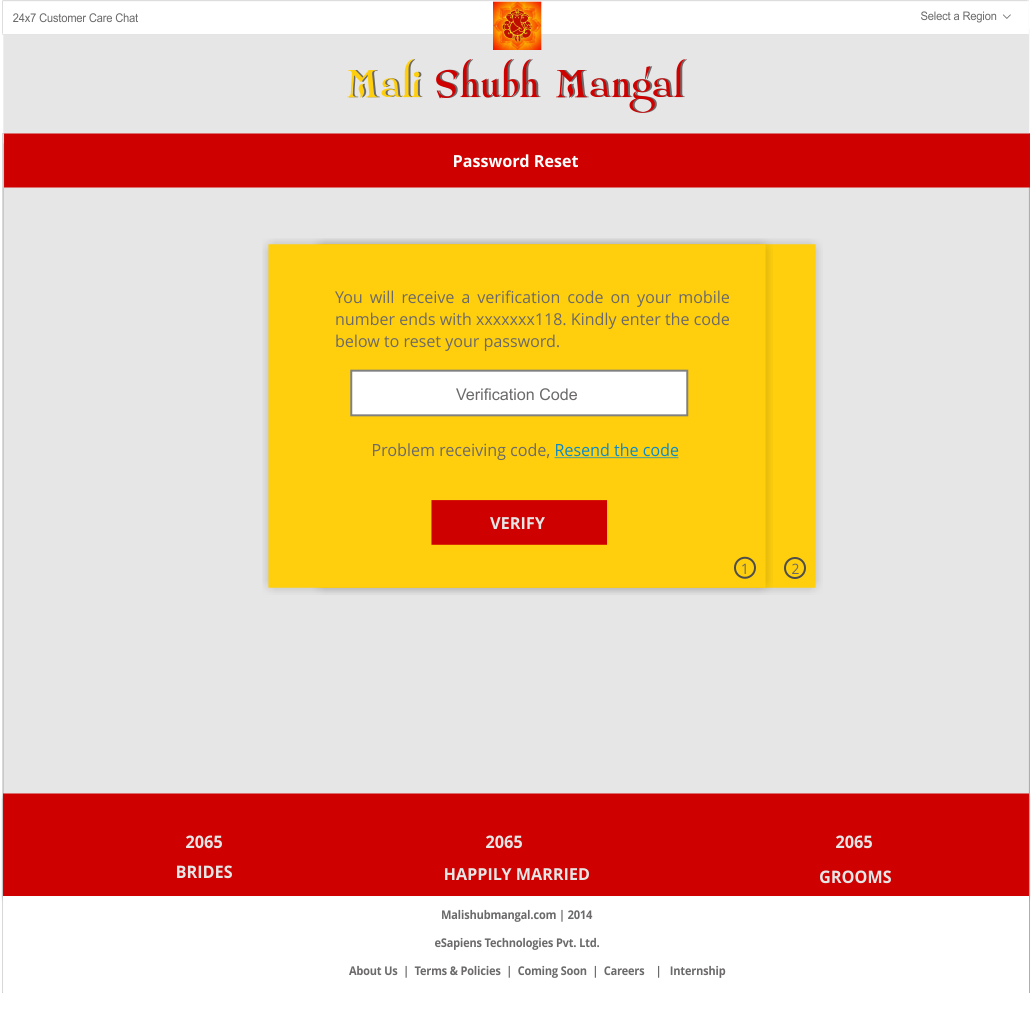 24x7 Customer Care Chat
Select a Region
Mali Shubh Mangal
Password Reset
You will receive a verification code on your mobile
number ends with xxxxxxx118. Kindly enter the code
below to reset your password.
Verification Code
Problem receiving code, Resend the code
VERIFY
1 2
2065 2065 2065
BRIDES HAPPILY MARRIED GROOMS
Malishubmangal.com | 2014
eSapiens Technologies Pvt. Ltd.
About Us | Terms & Policies | Coming Soon | Careers | Internship